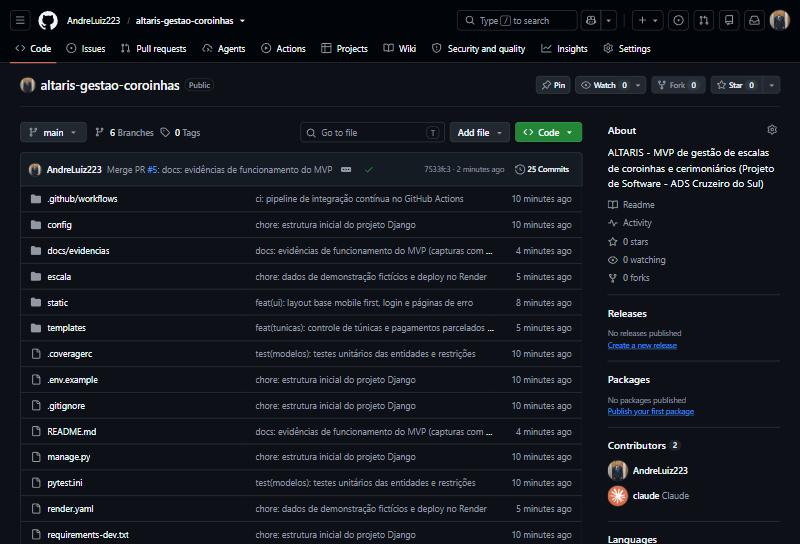 AndreLuiz223 / altaris-gestao-coroinhas
Type / to search
Code
Issues
Pull requests
Agents
Actions
Projects
Wiki
Security and quality
Insights
Settings
altaris-gestao-coroinhas Public
Pin
Watch 0
Fork 0
Star 0
main
6 Branches
0 Tags
Go to file T
Add file
Code
AndreLuiz223 Merge PR #5: docs: evidências de funcionamento do MVP
7533fc3 · 2 minutes ago
25 Commits
.github/workflows ci: pipeline de integração contínua no GitHub Actions 10 minutes ago
config chore: estrutura inicial do projeto Django 10 minutes ago
docs/evidencias docs: evidências de funcionamento do MVP (capturas com ... 4 minutes ago
escala chore: dados de demonstração fictícios e deploy no Render 5 minutes ago
static feat(ui): layout base mobile first, login e páginas de erro 8 minutes ago
templates feat(tunicas): controle de túnicas e pagamentos parcelados ... 5 minutes ago
.coveragerc test(modelos): testes unitários das entidades e restrições 10 minutes ago
.env.example chore: estrutura inicial do projeto Django 10 minutes ago
.gitignore chore: estrutura inicial do projeto Django 10 minutes ago
README.md docs: evidências de funcionamento do MVP (capturas com ... 4 minutes ago
manage.py chore: estrutura inicial do projeto Django 10 minutes ago
pytest.ini test(modelos): testes unitários das entidades e restrições 10 minutes ago
render.yaml chore: dados de demonstração fictícios e deploy no Render 5 minutes ago
requirements-dev.txt chore: estrutura inicial do projeto Django 10 minutes ago
About
ALTARIS - MVP de gestão de escalas
de coroinhas e cerimoniários (Projeto
de Software - ADS Cruzeiro do Sul)
Readme
Activity
0 stars
0 watching
0 forks
Releases
No releases published
Create a new release
Packages
No packages published
Publish your first package
Contributors 2
AndreLuiz223
claude Claude
Languages